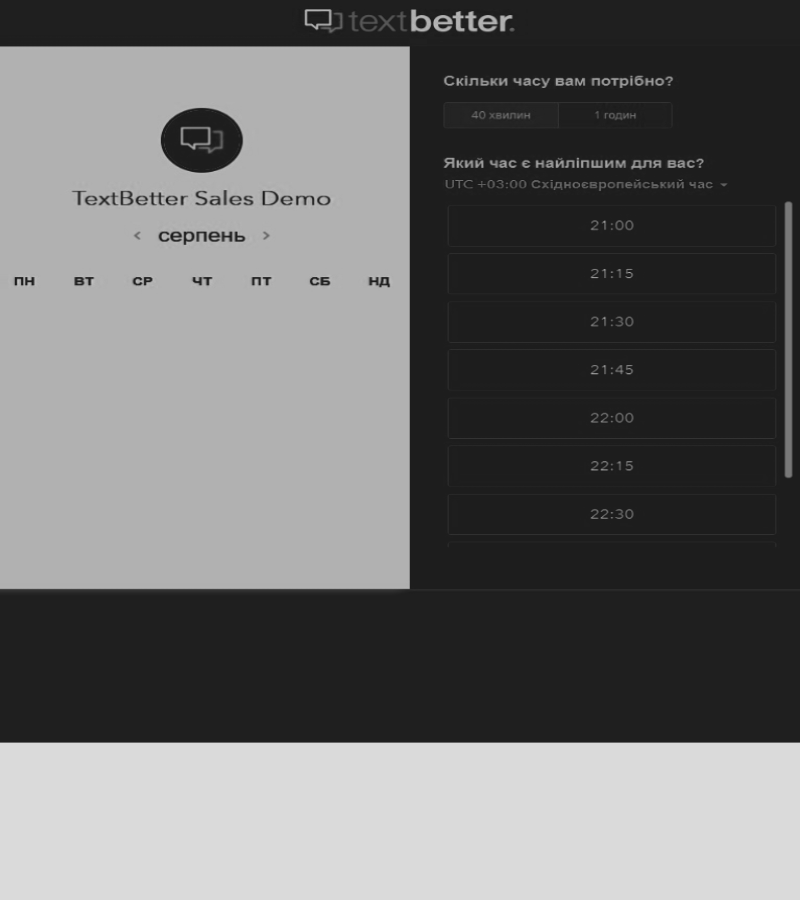 textbetter.
TextBetter Sales Demo
< серпень >
ПН ВТ СР ЧТ ПТ СБ НД
Скільки часу вам потрібно?
40 хвилин 1 годин
Який час є найліпшим для вас?
UTC +03:00 Східноєвропейський час
21:00
21:15
21:30
21:45
22:00
22:15
22:30